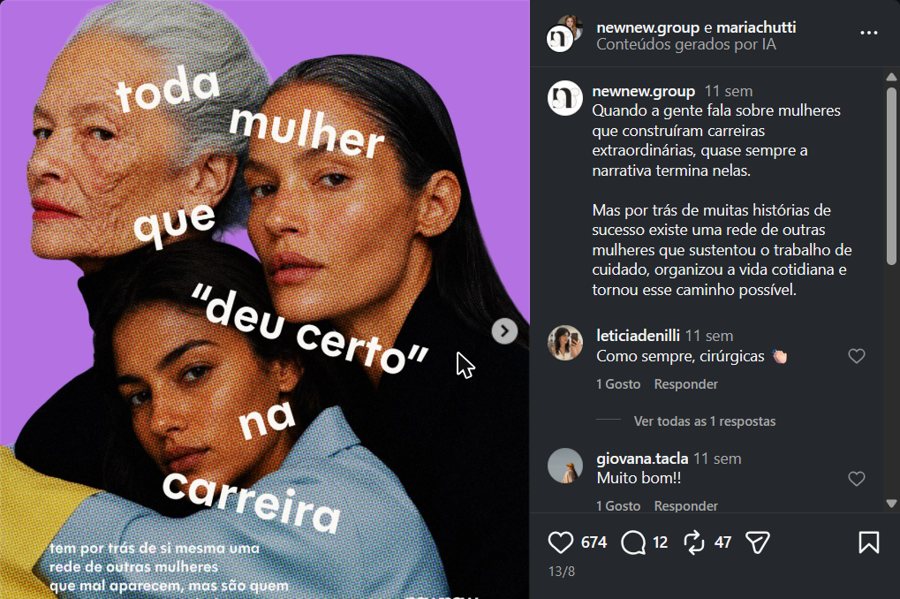 toda
mulher
que
"deu certo"
na
carreira
tem por trás de si mesma uma
rede de outras mulheres
que mal aparecem, mas são quem
newnew.group e mariachutti
Conteúdos gerados por IA
newnew.group 11 sem
Quando a gente fala sobre mulheres
que construíram carreiras
extraordinárias, quase sempre a
narrativa termina nelas.
Mas por trás de muitas histórias de
sucesso existe uma rede de outras
mulheres que sustentou o trabalho de
cuidado, organizou a vida cotidiana e
tornou esse caminho possível.
leticiadenilli 11 sem
Como sempre, cirúrgicas 👏🏻
1 Gosto Responder
Ver todas as 1 respostas
giovana.tacla 11 sem
Muito bom!!
1 Gosto Responder
674 12 47
13/8